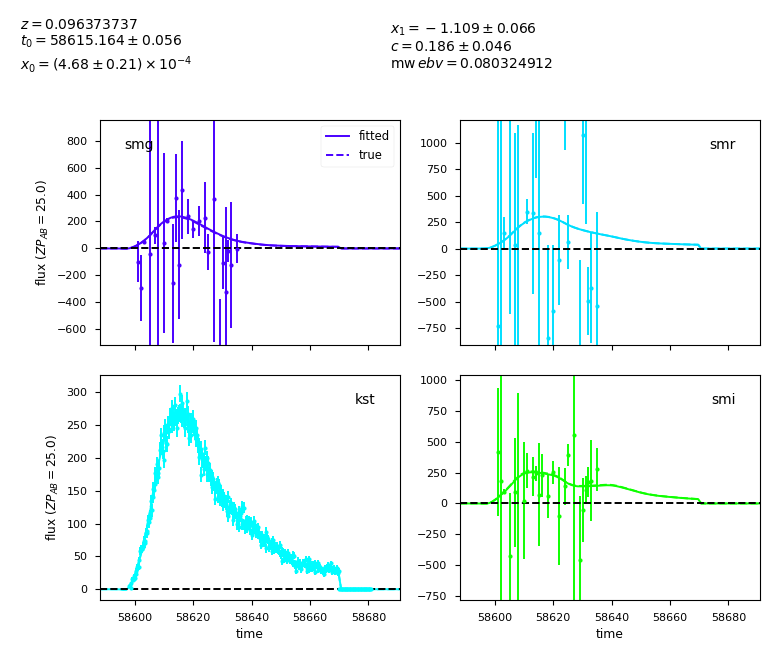 z = 0.096373737
t₀ = 58615.164 ± 0.056
x₀ = (4.68 ± 0.21) × 10⁻⁴
x₁ = −1.109 ± 0.066
c = 0.186 ± 0.046
mw ebv = 0.080324912
smg
fitted
true
800
600
400
200
0
−200
−400
−600
flux (ZP_AB = 25.0)
smr
1000
750
500
250
0
−250
−500
−750
kst
300
250
200
150
100
50
0
flux (ZP_AB = 25.0)
58600 58620 58640 58660 58680
time
smi
1000
750
500
250
0
−250
−500
−750
58600 58620 58640 58660 58680
time